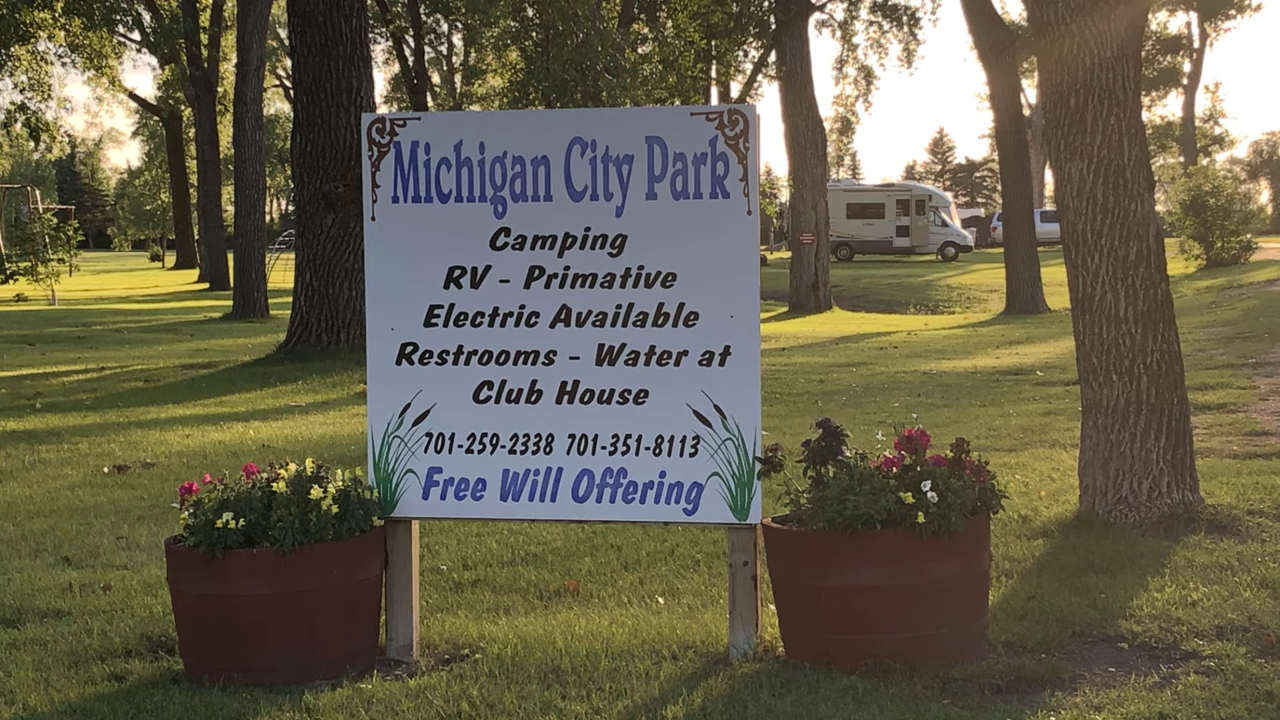 Michigan City Park
Camping
RV - Primative
Electric Available
Restrooms - Water at
Club House
701-259-2338 701-351-8113
Free Will Offering